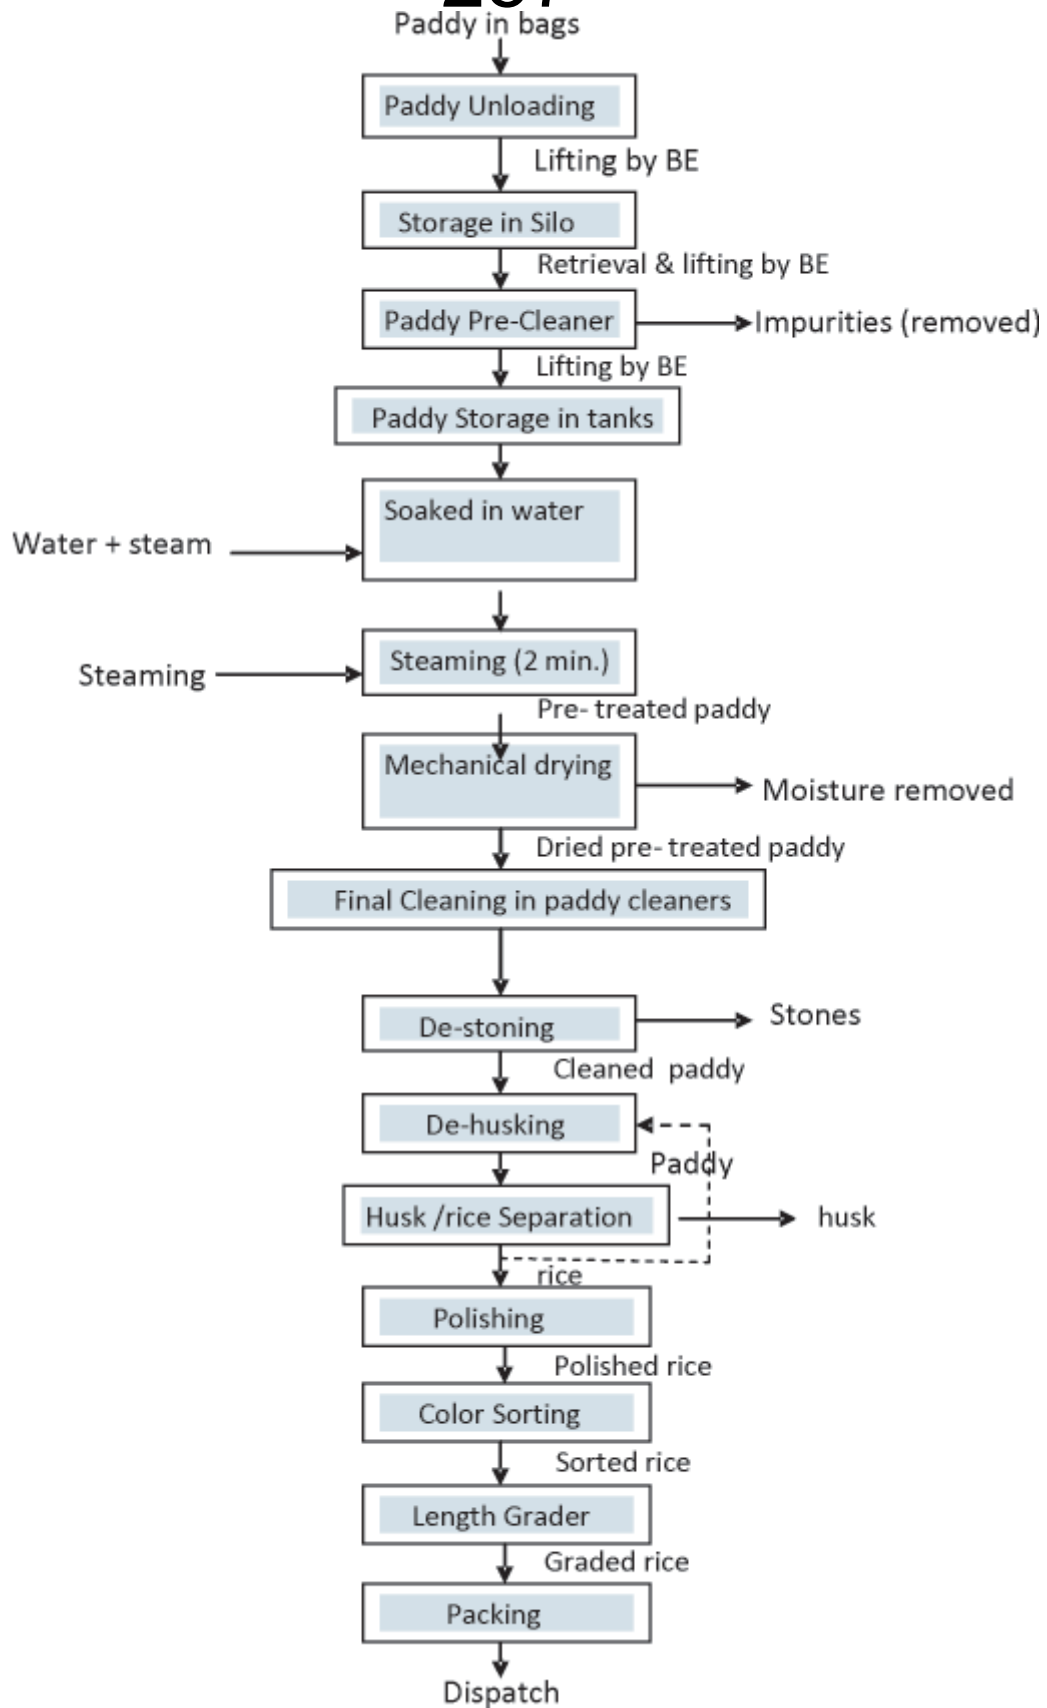 Paddy in bags
Paddy Unloading
Lifting by BE
Storage in Silo
Retrieval & lifting by BE
Paddy Pre-Cleaner
Impurities (removed)
Lifting by BE
Paddy Storage in tanks
Soaked in water
Water + steam
Steaming (2 min.)
Steaming
Pre- treated paddy
Mechanical drying
Moisture removed
Dried pre- treated paddy
Final Cleaning in paddy cleaners
De-stoning
Stones
Cleaned paddy
De-husking
Paddy
Husk /rice Separation
husk
rice
Polishing
Polished rice
Color Sorting
Sorted rice
Length Grader
Graded rice
Packing
Dispatch